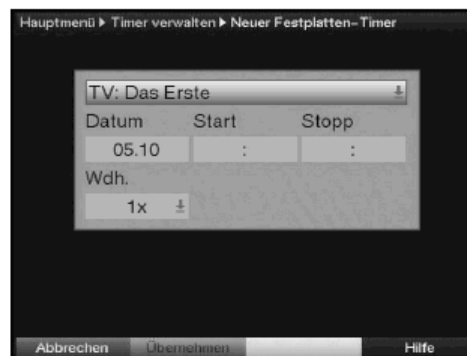 Hauptmenü ▶ Timer verwalten ▶ Neuer Festplatten-Timer
TV: Das Erste
Datum Start Stopp
05.10 : :
Wdh.
1x
Abbrechen Übernehmen Hilfe